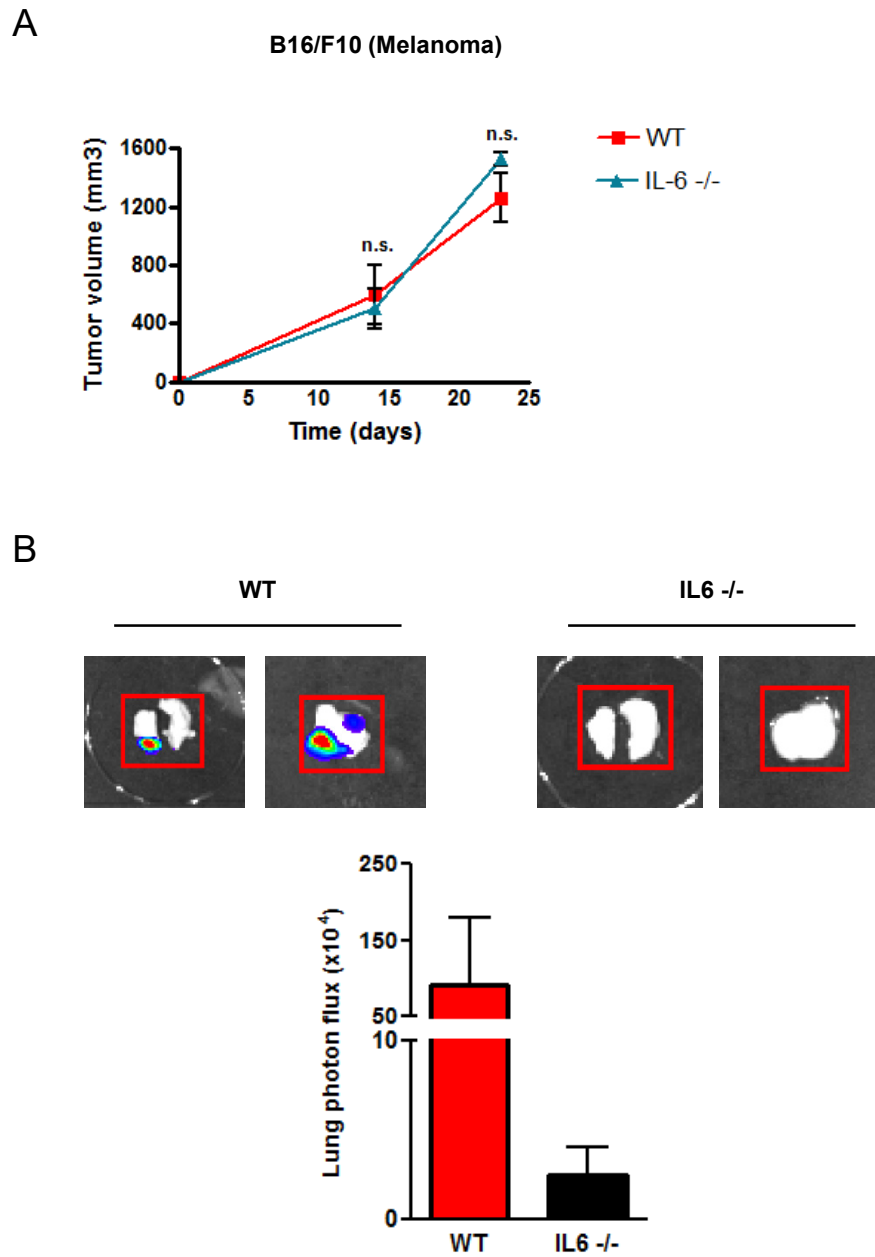 A
B16/F10 (Melanoma)
n.s.
WT
IL-6 -/-
1600
1200
800
400
0
n.s.
Tumor volume (mm3)
0 5 10 15 20 25
Time (days)
B
WT IL6 -/-
250
150
50
10
0
Lung photon flux (x10⁴)
WT IL6 -/-